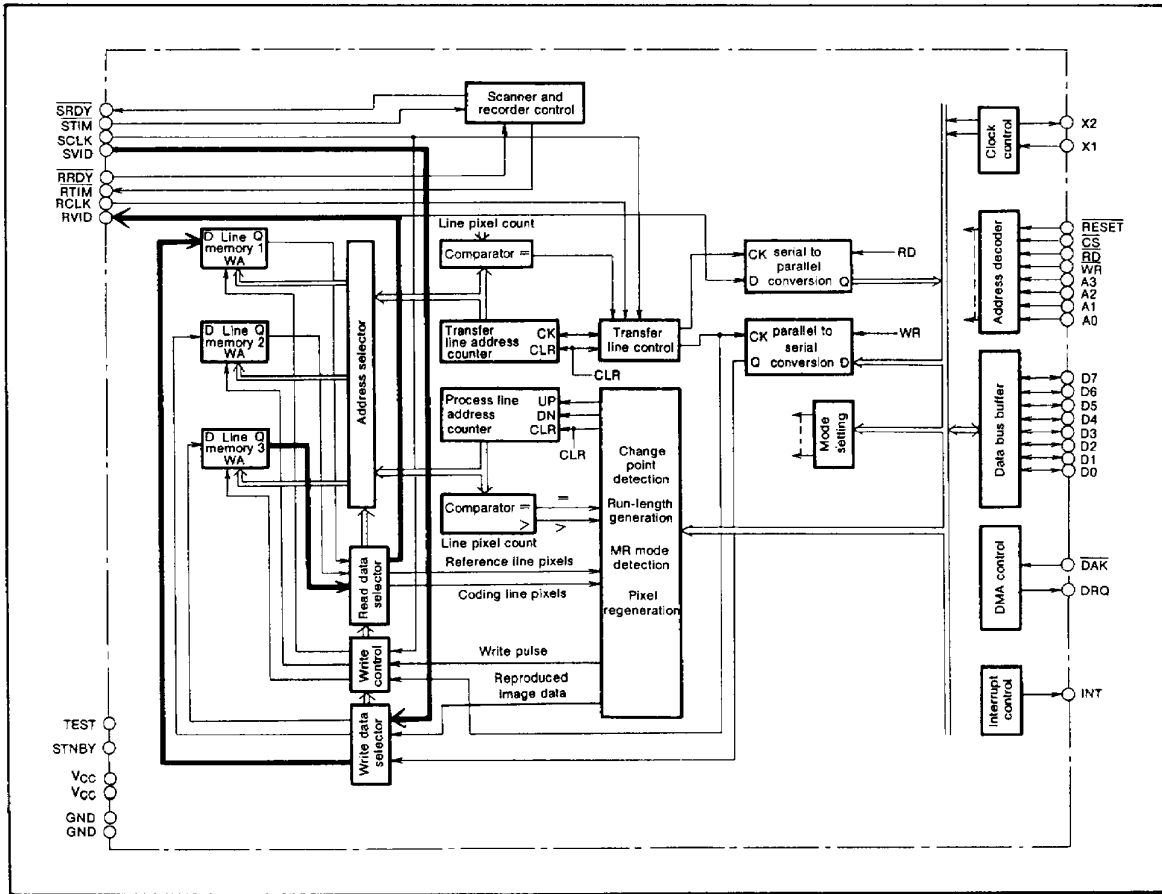 SRDY
STIM
SCLK
SVID
RRDY
RTIM
RCLK
RVID
TEST
STNBY
VCC
VCC
GND
GND
Scanner and
recorder control
D Line Q
memory 1
WA
D Line Q
memory 2
WA
D Line Q
memory 3
WA
Address selector
Read data
selector
Write
control
Write data
selector
Line pixel count
Comparator =
Transfer CK
line address
counter CLR
CLR
Transfer
line control
Process line UP
address DN
counter CLR
CLR
Comparator =
>
=
>
Line pixel count
Reference line pixels
Coding line pixels
Write pulse
Reproduced
image data
Change
point
detection
Run-length
generation
MR mode
detection
Pixel
regeneration
CK serial to
parallel
D conversion Q
RD
CK parallel to
serial
Q conversion D
WR
Mode
setting
Clock
control
Address decoder
Data bus buffer
DMA control
Interrupt
control
X2
X1
RESET
CS
RD
WR
A3
A2
A1
A0
D7
D6
D5
D4
D3
D2
D1
D0
DAK
DRQ
INT